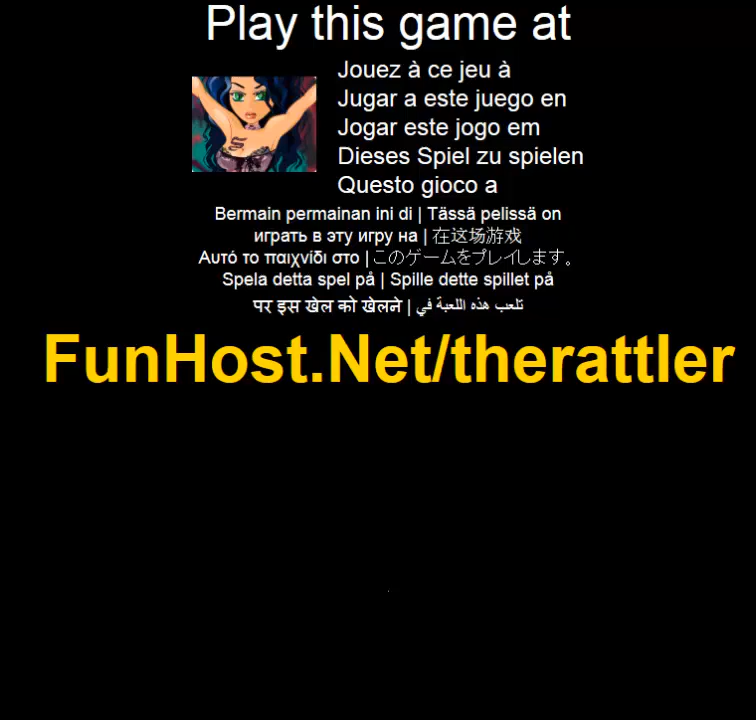 Play this game at
Jouez à ce jeu à
Jugar a este juego en
Jogar este jogo em
Dieses Spiel zu spielen
Questo gioco a
Bermain permainan ini di | Tässä pelissä on
играть в эту игру на | 在这场游戏
Αυτό το παιχνίδι στο | このゲームをプレイします。
Spela detta spel på | Spille dette spillet på
पर इस खेल को खेलने | تلعب هذه اللعبة في
FunHost.Net/therattler